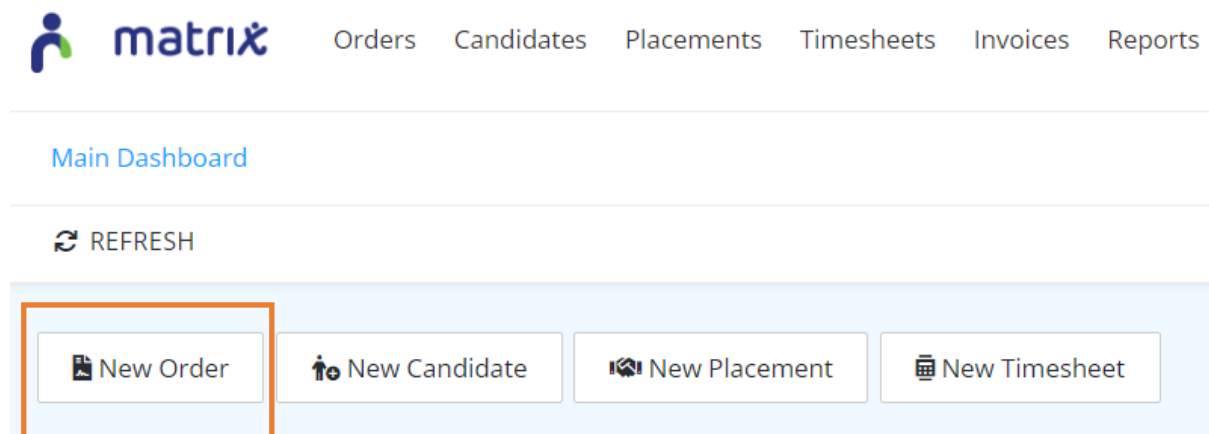 matrix Orders Candidates Placements Timesheets Invoices Reports
Main Dashboard
REFRESH
New Order New Candidate New Placement New Timesheet